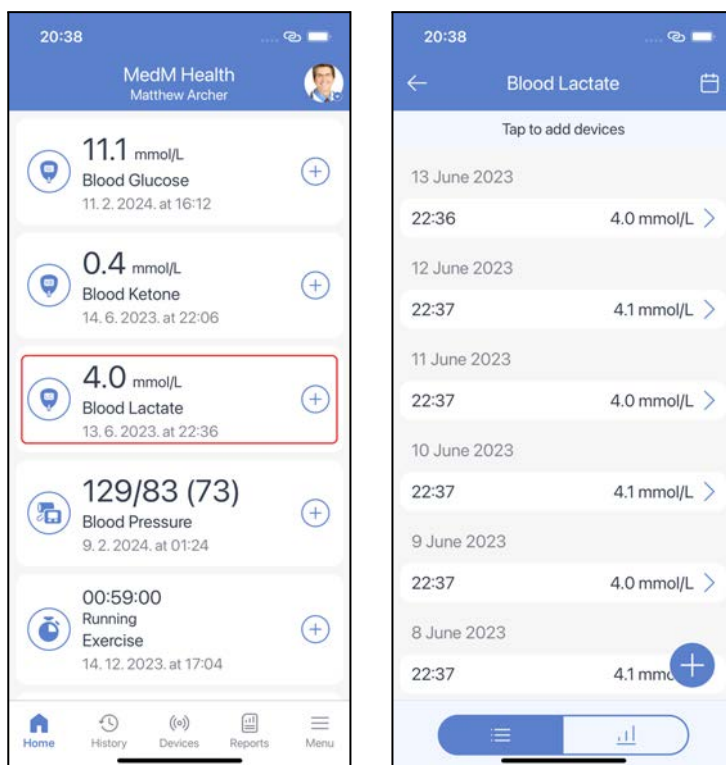 20:38
MedM Health
Matthew Archer
11.1 mmol/L
Blood Glucose
11. 2. 2024. at 16:12
0.4 mmol/L
Blood Ketone
14. 6. 2023. at 22:06
4.0 mmol/L
Blood Lactate
13. 6. 2023. at 22:36
129/83 (73)
Blood Pressure
9. 2. 2024. at 01:24
00:59:00
Running
Exercise
14. 12. 2023. at 17:04
Home History Devices Reports Menu
20:38
Blood Lactate
Tap to add devices
13 June 2023
22:36 4.0 mmol/L
12 June 2023
22:37 4.1 mmol/L
11 June 2023
22:37 4.0 mmol/L
10 June 2023
22:37 4.1 mmol/L
9 June 2023
22:37 4.0 mmol/L
8 June 2023
22:37 4.1